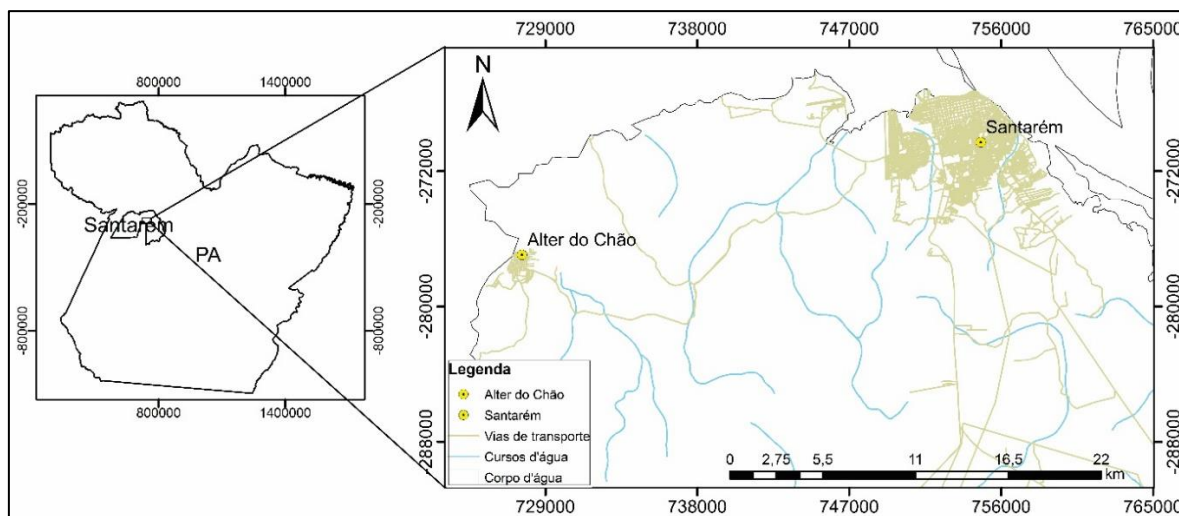 729000 738000 747000 756000 765000
800000 1400000
N
Santarém
-272000 -272000
-200000 -200000
Santarém
PA
Alter do Chão
-280000 -280000
-800000 -800000
Legenda
Alter do Chão
Santarém
Vias de transporte
Cursos d'água
Corpo d'água
-288000 -288000
0 2,75 5,5 11 16,5 22
km
800000 1400000
729000 738000 747000 756000 765000